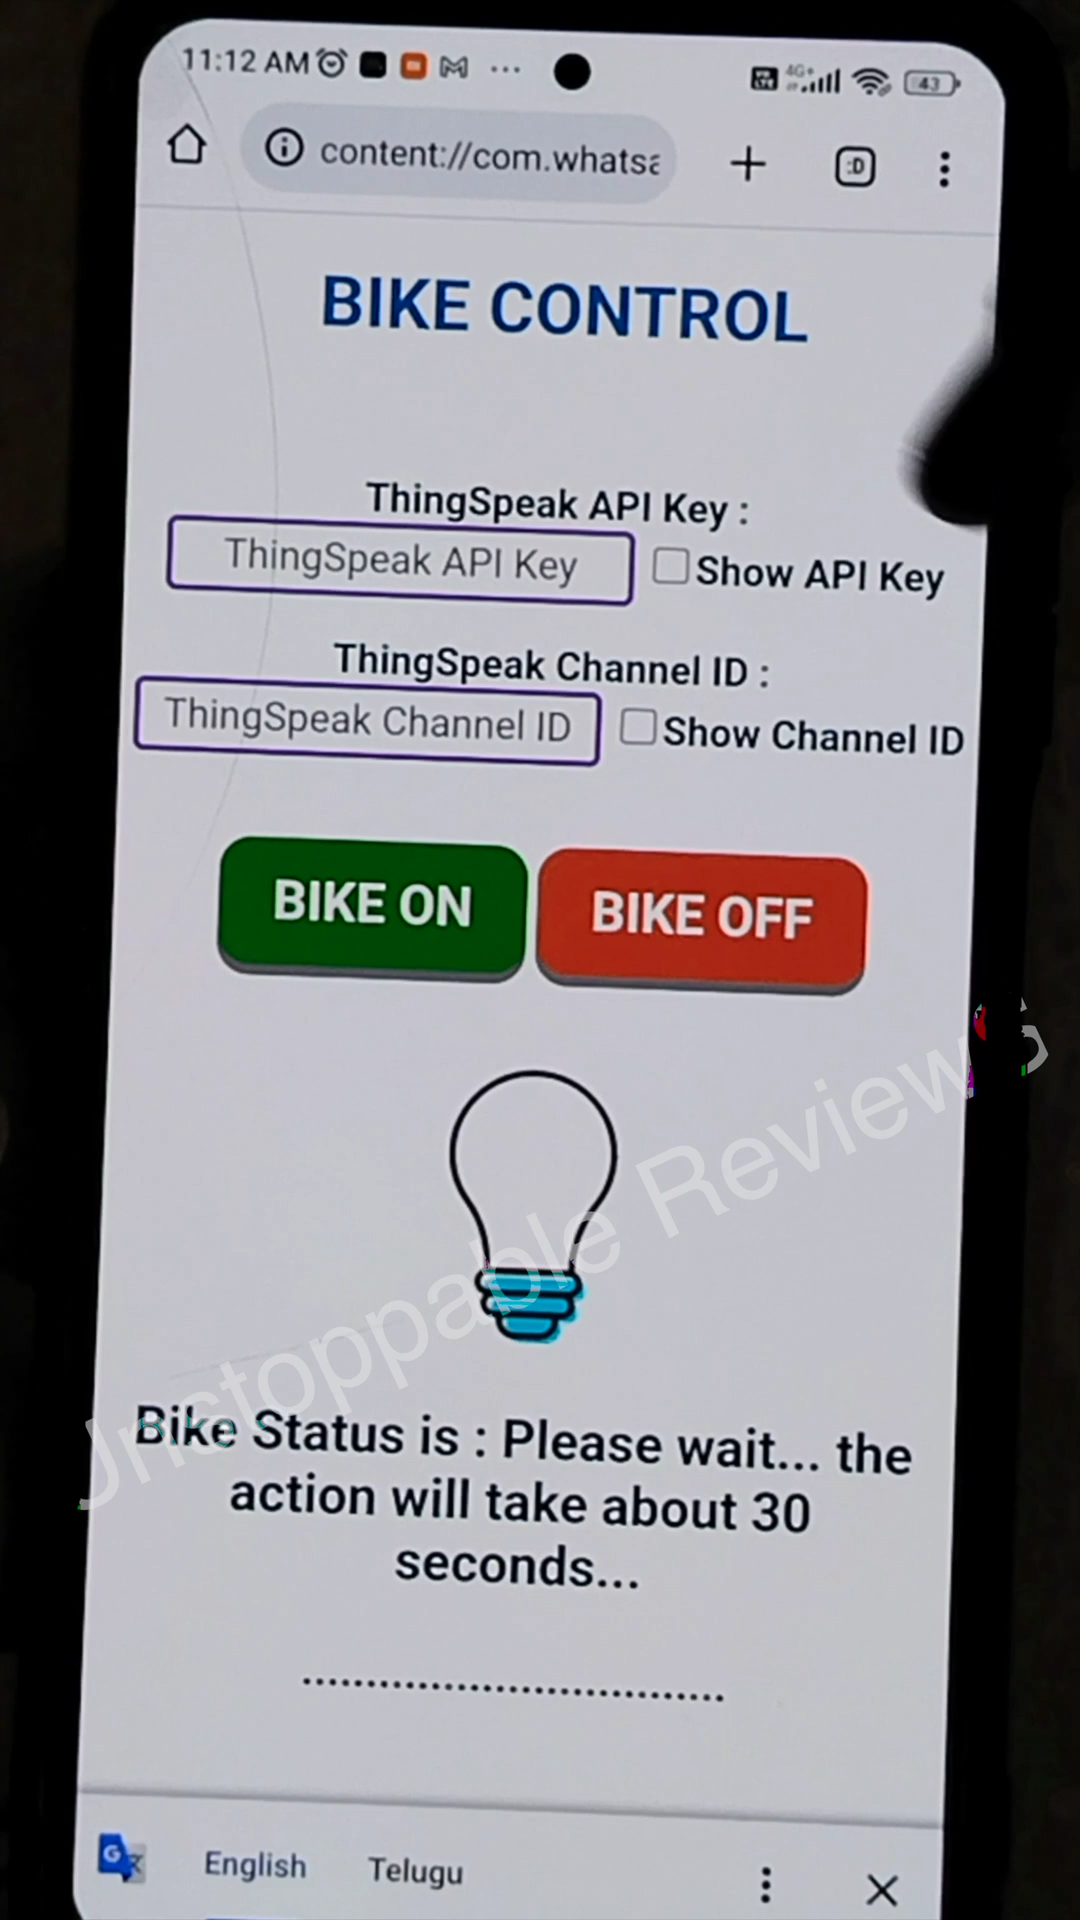 11:12 AM
4G+
43
content://com.whatsa
:D
BIKE CONTROL
ThingSpeak API Key :
ThingSpeak API Key
Show API Key
ThingSpeak Channel ID :
ThingSpeak Channel ID
Show Channel ID
BIKE ON
BIKE OFF
Unstoppable Reviews
Bike Status is : Please wait... the
action will take about 30
seconds...
.................................
English
Telugu